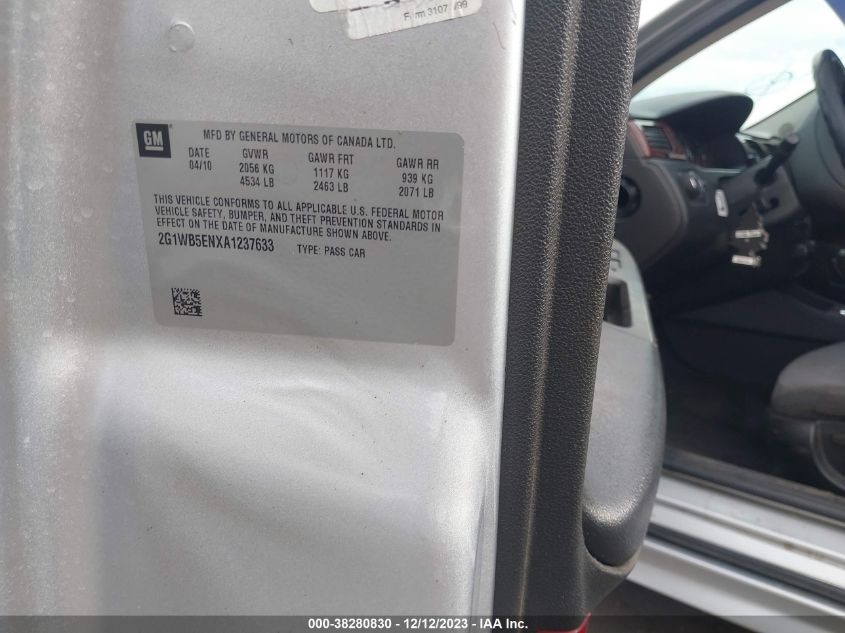 Form 3107 /99
GM
MFD BY GENERAL MOTORS OF CANADA LTD.
DATE GVWR GAWR FRT GAWR RR
04/10 2056 KG 1117 KG 939 KG
4534 LB 2463 LB 2071 LB
THIS VEHICLE CONFORMS TO ALL APPLICABLE U.S. FEDERAL MOTOR
VEHICLE SAFETY, BUMPER, AND THEFT PREVENTION STANDARDS IN
EFFECT ON THE DATE OF MANUFACTURE SHOWN ABOVE.
2G1WB5ENXA1237633 TYPE: PASS CAR
000-38280830 - 12/12/2023 - IAA Inc.